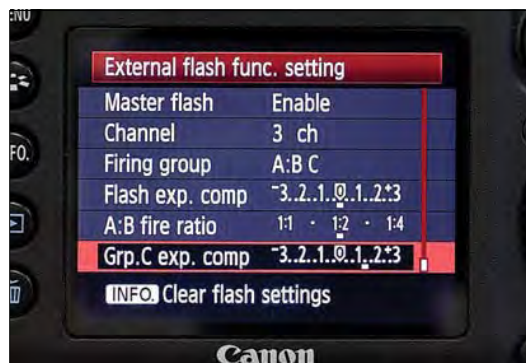 ENU
External flash func. setting
Master flash Enable
Channel 3 ch
Firing group A:B C
Flash exp. comp -3..2..1..0..1..2..+3
A:B fire ratio 1:1 · 1:2 · 1:4
FO.
Grp.C exp. comp -3..2..1..0..1..2..+3
INFO. Clear flash settings
Canon